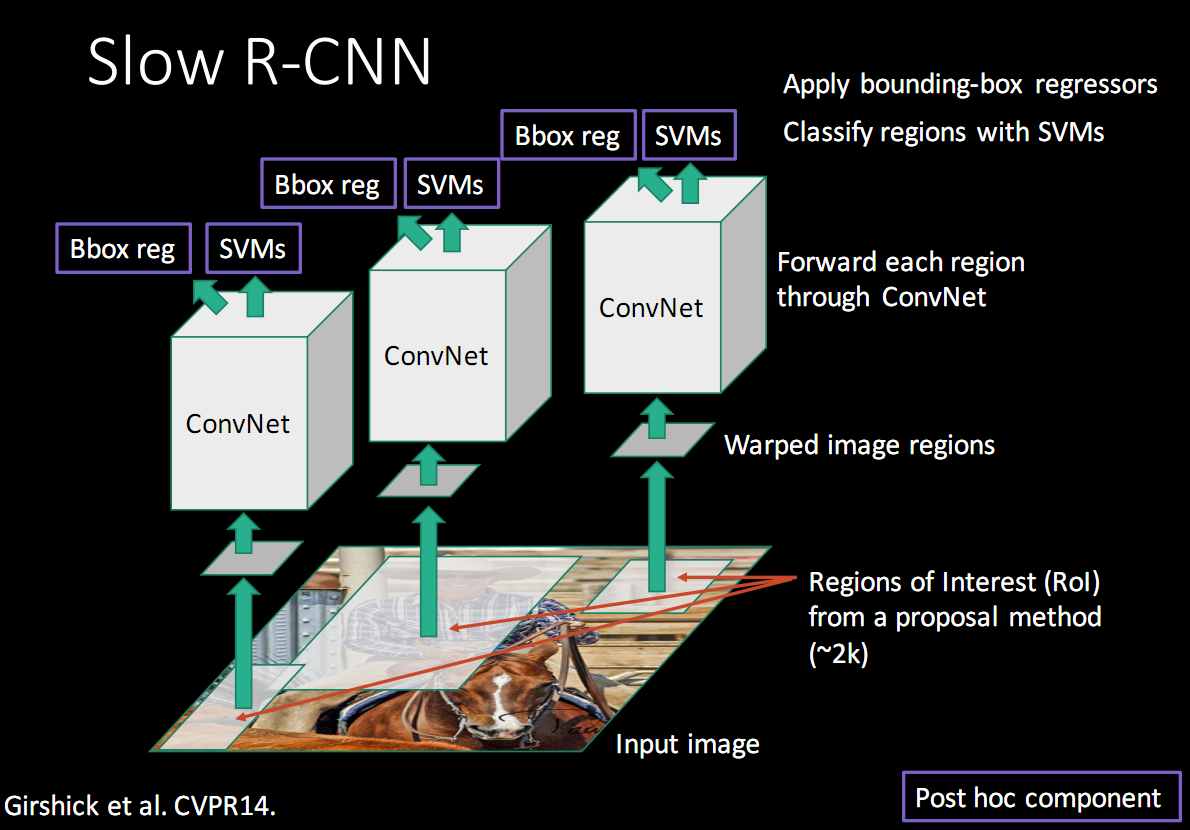 Slow R-CNN
Apply bounding-box regressors
Classify regions with SVMs
Bbox reg
SVMs
Bbox reg
SVMs
Bbox reg
SVMs
Forward each region
through ConvNet
ConvNet
ConvNet
ConvNet
Warped image regions
Regions of Interest (RoI)
from a proposal method
(~2k)
Input image
Girshick et al. CVPR14.
Post hoc component